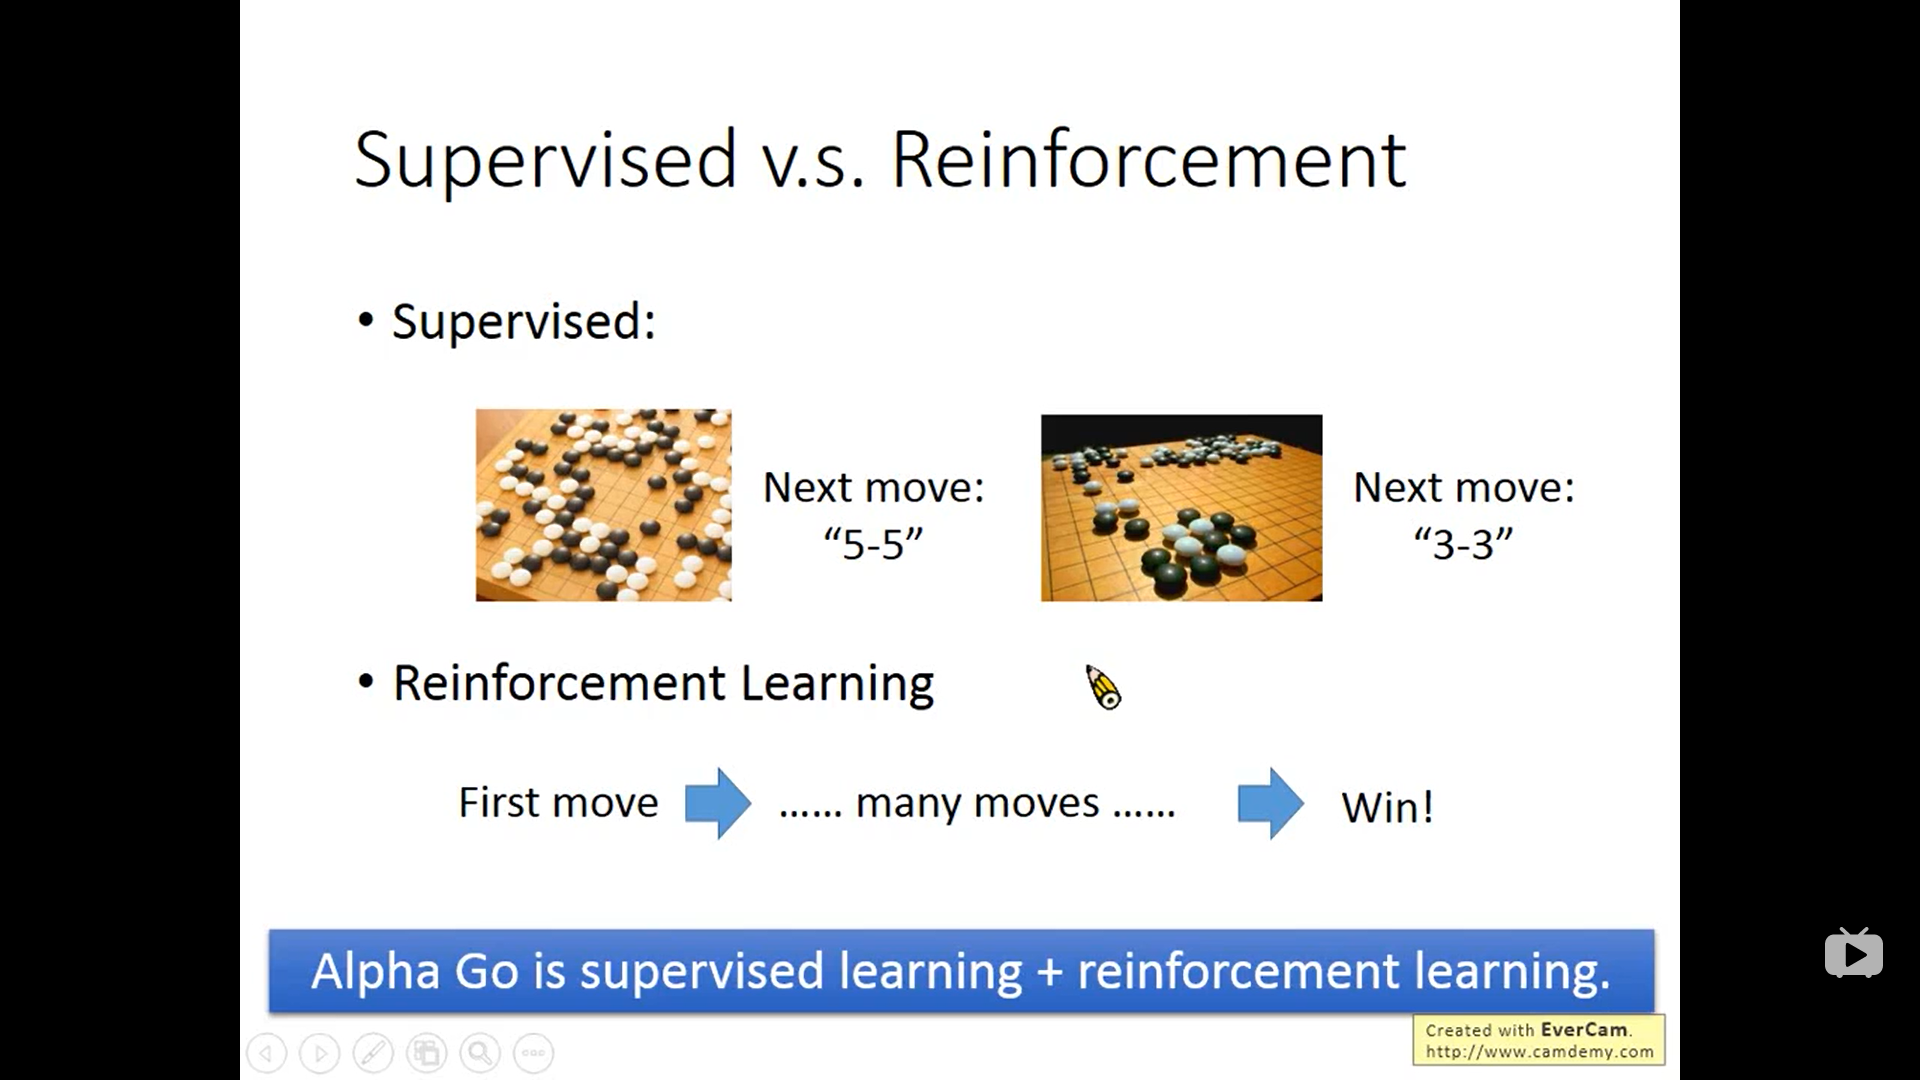 Supervised v.s. Reinforcement
• Supervised:
Next move:
“5-5”
Next move:
“3-3”
• Reinforcement Learning
First move
…… many moves ……
Win!
Alpha Go is supervised learning + reinforcement learning.
Created with EverCam.
http://www.camdemy.com